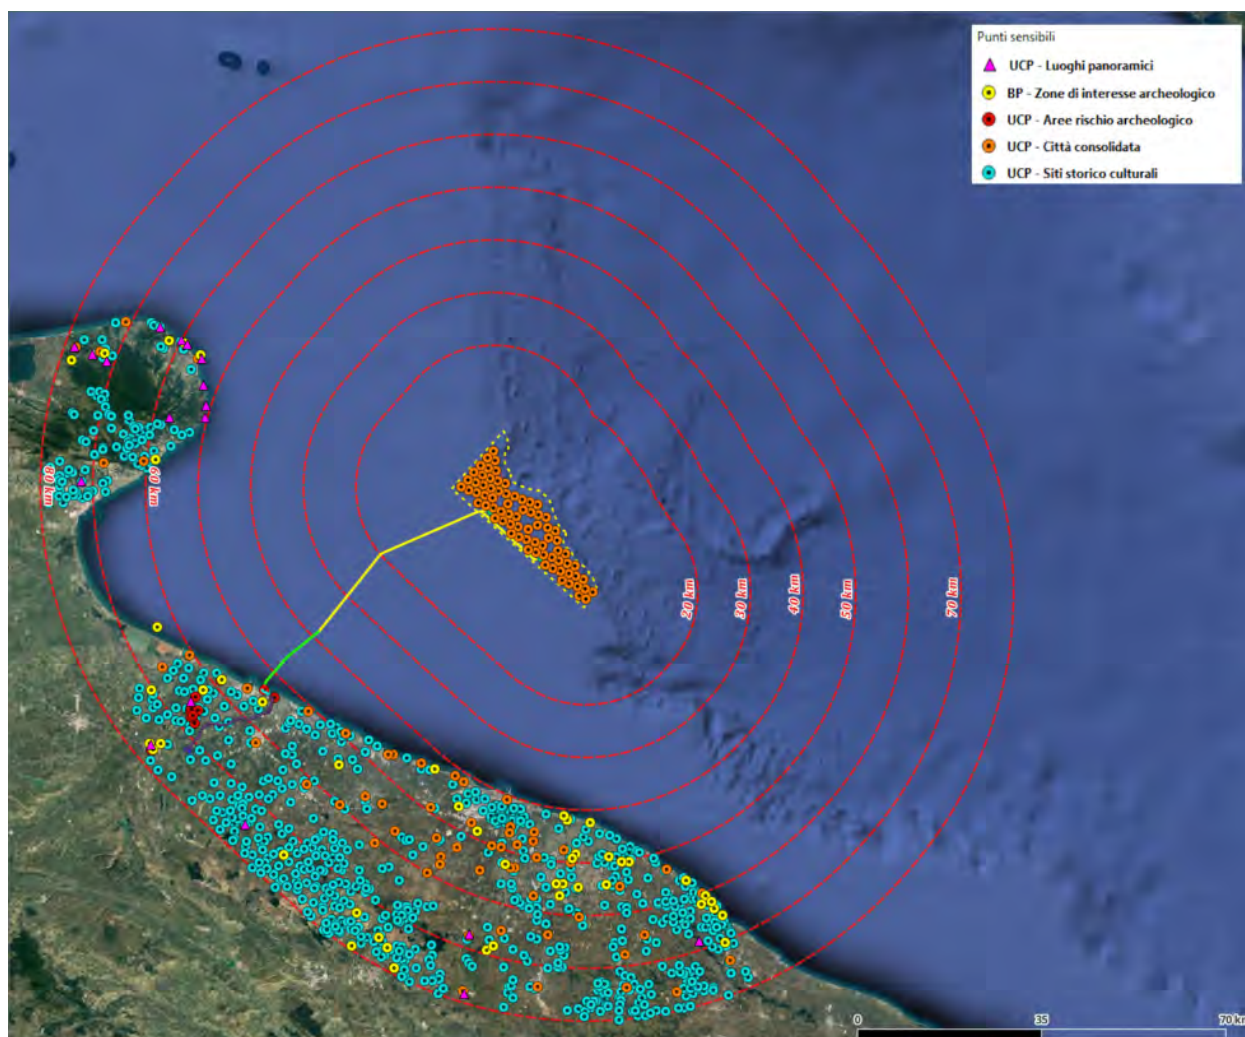 Punti sensibili
UCP - Luoghi panoramici
BP - Zone di interesse archeologico
UCP - Aree rischio archeologico
UCP - Città consolidata
UCP - Siti storico culturali
80 km
60 km
20 km
30 km
40 km
50 km
70 km
0
35
70 km